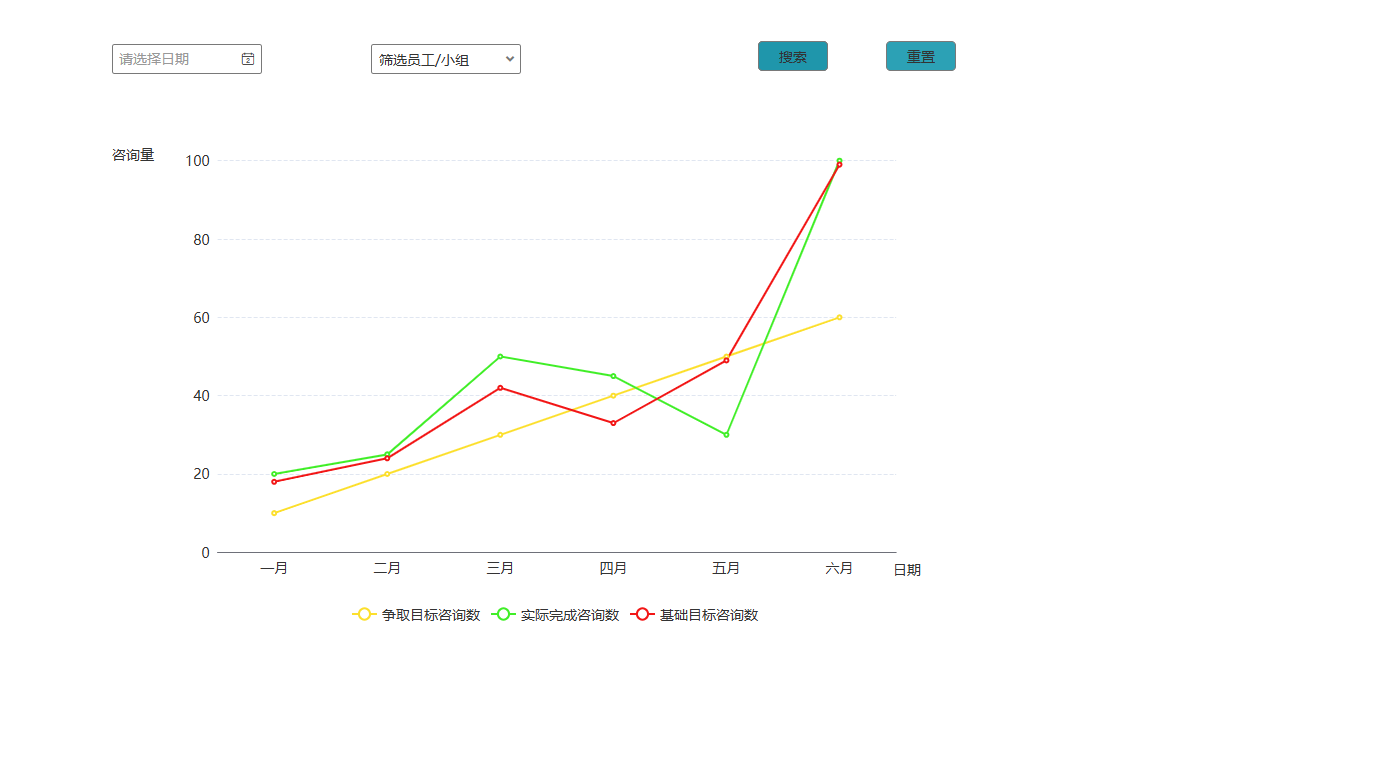 请选择日期 2
筛选员工/小组
搜索
重置
咨询量
100
80
60
40
20
0
一月 二月 三月 四月 五月 六月 日期
争取目标咨询数 实际完成咨询数 基础目标咨询数